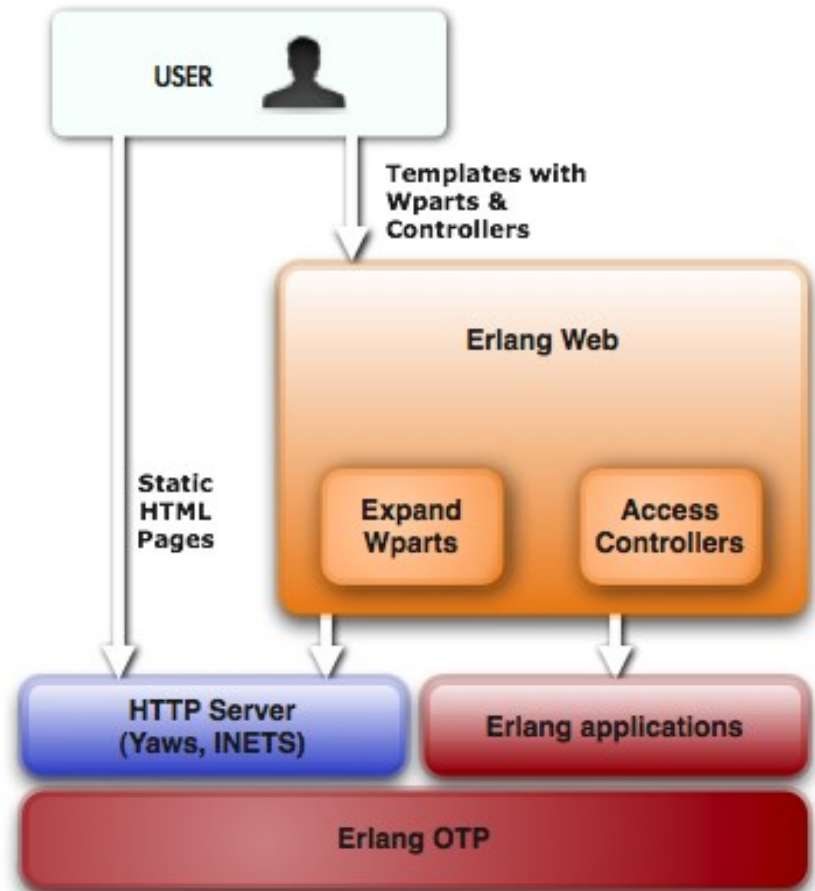 USER
Templates with
Wparts &
Controllers
Erlang Web
Static
HTML
Pages
Expand
Wparts
Access
Controllers
HTTP Server
(Yaws, INETS)
Erlang applications
Erlang OTP